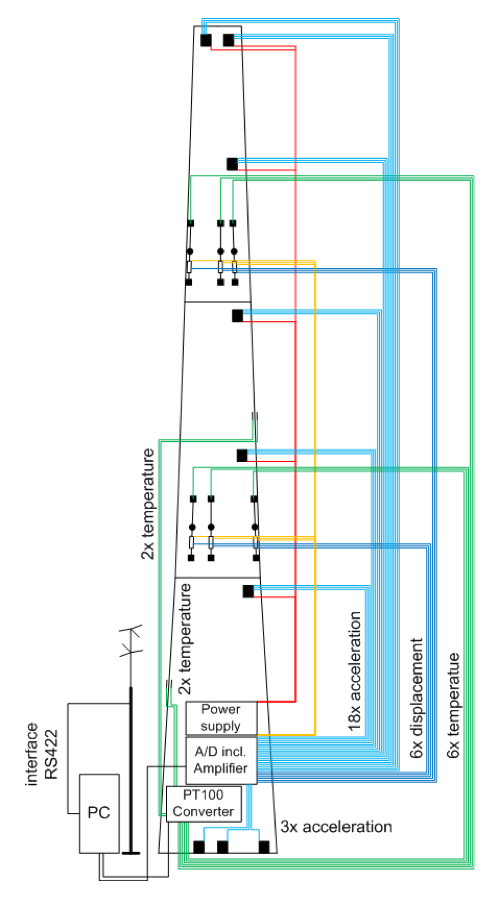 2x temperature
2x temperature
18x acceleration
6x displacement
6x temperatue
interface
RS422
Power
supply
A/D incl.
Amplifier
PT100
Converter
PC
3x acceleration